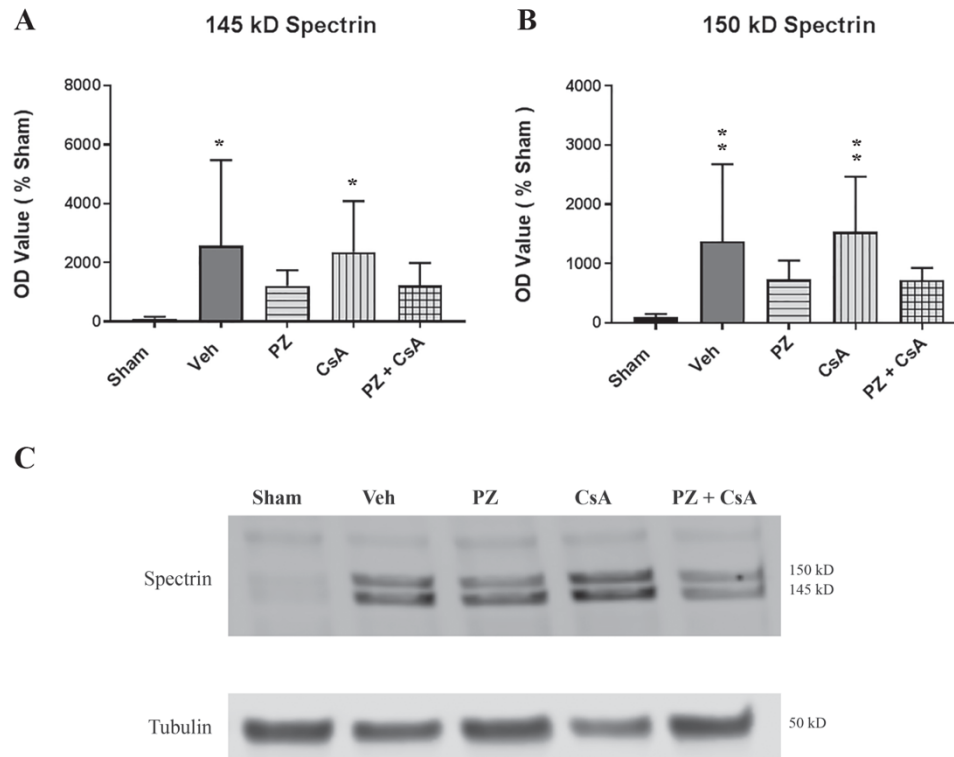 A
145 kD Spectrin
OD Value ( % Sham)
8000
6000
4000
2000
0
*
*
Sham
Veh
PZ
CsA
PZ + CsA
B
150 kD Spectrin
OD Value ( % Sham )
4000
3000
2000
1000
0
**
**
Sham
Veh
PZ
CsA
PZ + CsA
C
Sham Veh PZ CsA PZ + CsA
Spectrin
150 kD
145 kD
Tubulin
50 kD